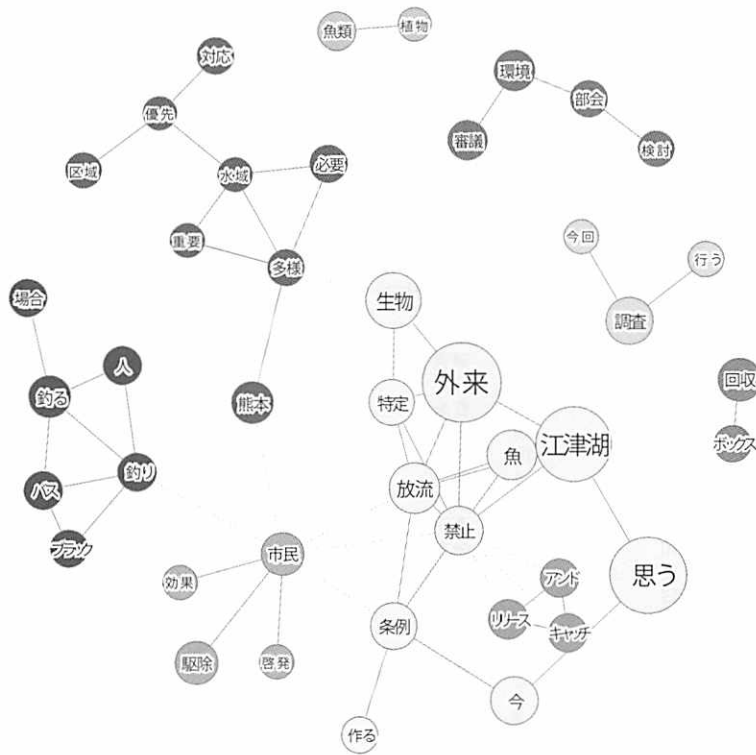 魚類
植物
対応
環境
優先
部会
審議
検討
区域
水域
必要
重要
多様
今回
行う
調査
場合
生物
人
外来
釣る
熊本
特定
回収
江津湖
ボックス
魚
釣り
バス
放流
禁止
ブラック
市民
効果
アンド
思う
リリース
キャッチ
条例
駆除
啓発
今
作る